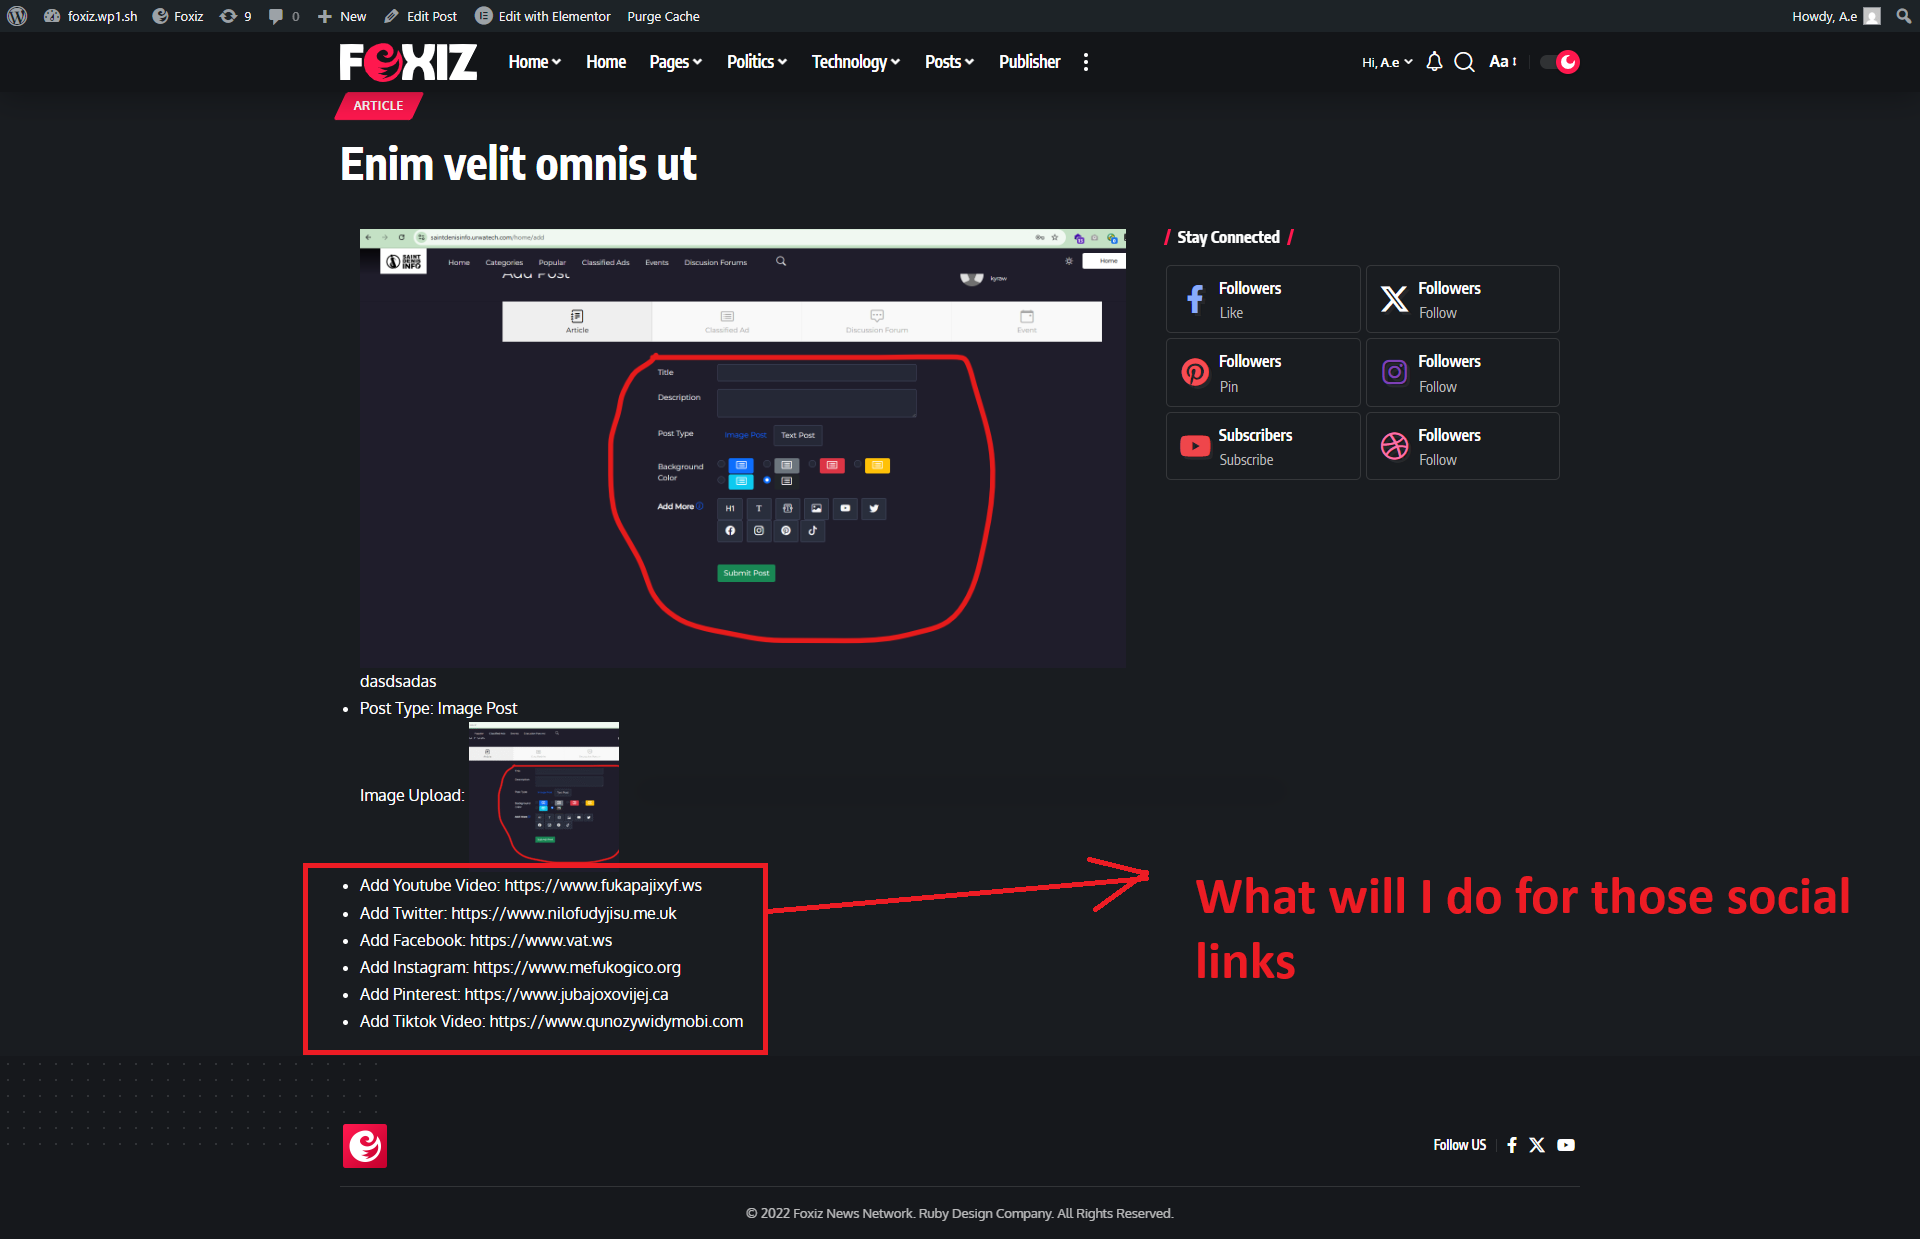 foxiz.wp1.sh Foxiz 9 0 New Edit Post Edit with Elementor Purge Cache Howdy, A.e
FOXIZ Home Home Pages Politics Technology Posts Publisher Hi, A.e Aa
ARTICLE
Enim velit omnis ut
saintdenisinfo.urwatech.com/home/add
SAINT DENIS INFO Home Categories Popular Classified Ads Events Discusion Forums Home
Add Post kyraw
Article Classified Ad Discussion Forum Event
Title
Description
Post Type Image Post Text Post
Background
Color
Add More H1 T
Submit Post
Stay Connected
Followers
Like
Followers
Follow
Followers
Pin
Followers
Follow
Subscribers
Subscribe
Followers
Follow
dasdsadas
Post Type: Image Post
Image Upload:
Add Youtube Video: https://www.fukapajixyf.ws
Add Twitter: https://www.nilofudyjisu.me.uk
Add Facebook: https://www.vat.ws
Add Instagram: https://www.mefukogico.org
Add Pinterest: https://www.jubajoxovijej.ca
Add Tiktok Video: https://www.qunozywidymobi.com
What will I do for those social
links
Follow US
© 2022 Foxiz News Network. Ruby Design Company. All Rights Reserved.